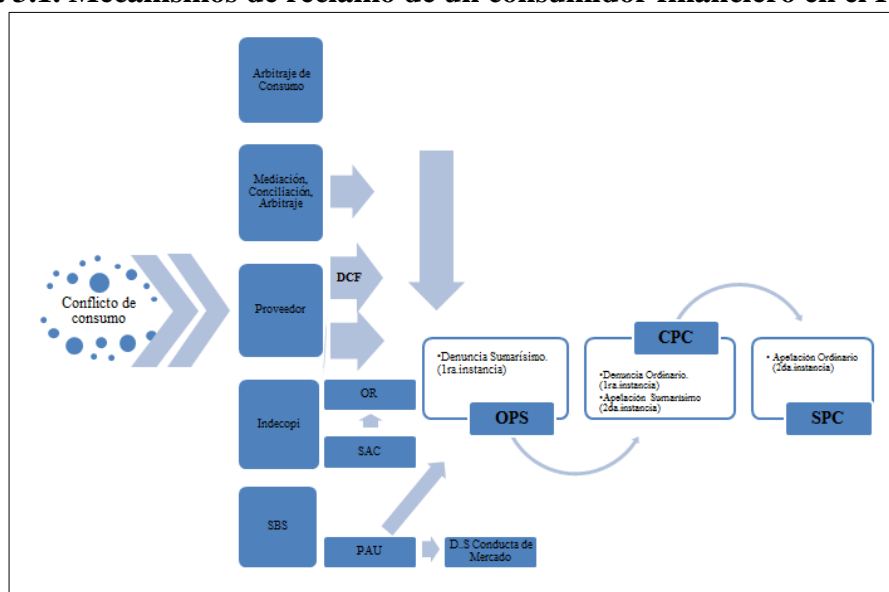 3.1. Mecanismos de reclamo de un consumidor financiero en el
Arbitraje de
Consumo
Mediación,
Conciliación,
Arbitraje
Conflicto de
consumo
Proveedor
DCF
Indecopi
OR
SAC
SBS
PAU
D..S Conducta de
Mercado
•Denuncia Sumarísimo.
(1ra.instancia)
OPS
CPC
•Denuncia Ordinario.
(1ra.instancia)
•Apelación Sumarísimo
(2da.instancia)
• Apelación Ordinario
(2da.instancia)
SPC